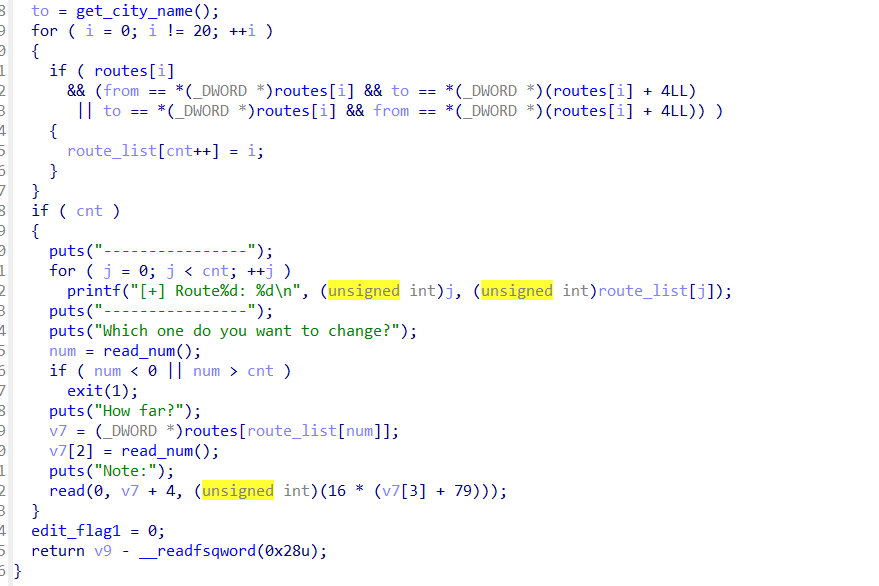 8 to = get_city_name();
9 for ( i = 0; i != 20; ++i )
0 {
1 if ( routes[i]
2 && (from == *(_DWORD *)routes[i] && to == *(_DWORD *)(routes[i] + 4LL)
3 || to == *(_DWORD *)routes[i] && from == *(_DWORD *)(routes[i] + 4LL)) )
4 {
5 route_list[cnt++] = i;
6 }
7 }
8 if ( cnt )
9 {
0 puts("----------------");
1 for ( j = 0; j < cnt; ++j )
2 printf("[+] Route%d: %d\n", (unsigned int)j, (unsigned int)route_list[j]);
3 puts("----------------");
4 puts("Which one do you want to change?");
5 num = read_num();
6 if ( num < 0 || num > cnt )
7 exit(1);
8 puts("How far?");
9 v7 = (_DWORD *)routes[route_list[num]];
0 v7[2] = read_num();
1 puts("Note:");
2 read(0, v7 + 4, (unsigned int)(16 * (v7[3] + 79)));
3 }
4 edit_flag1 = 0;
5 return v9 - __readfsqword(0x28u);
6 }